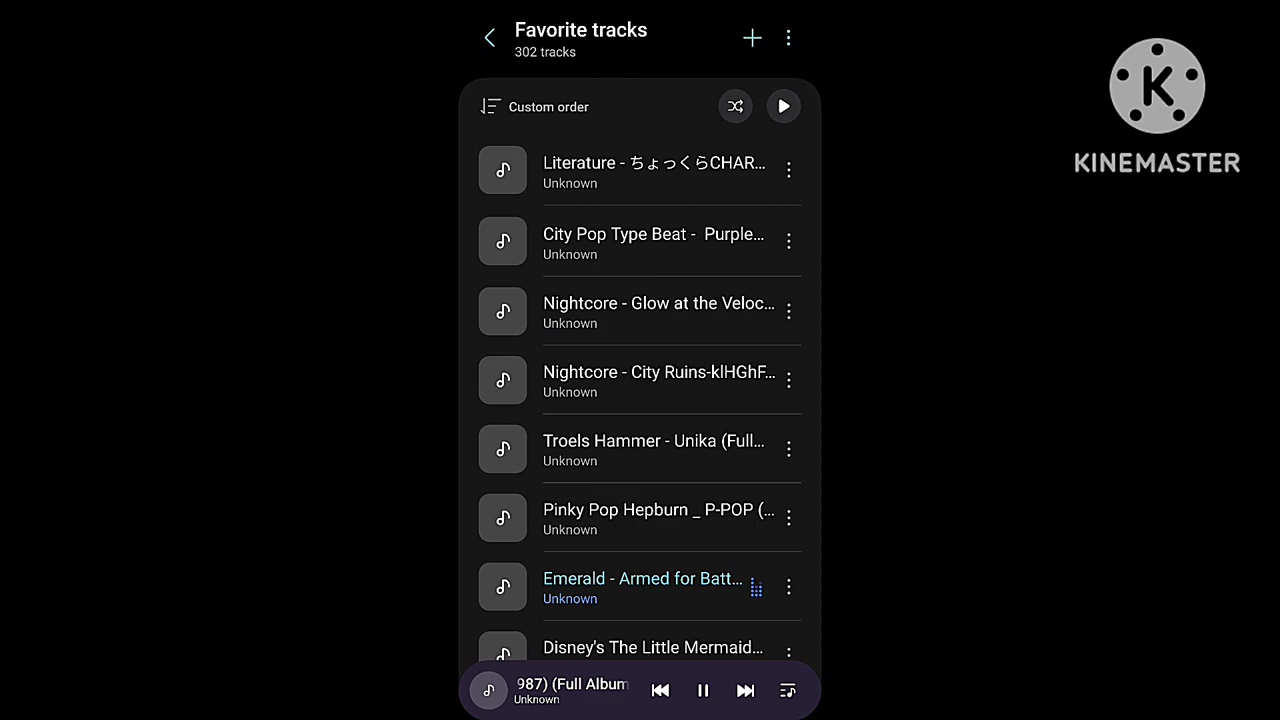 Favorite tracks
302 tracks
Custom order
Literature - ちょっくらCHAR...
Unknown
City Pop Type Beat - Purple...
Unknown
Nightcore - Glow at the Veloc...
Unknown
Nightcore - City Ruins-klHGhF...
Unknown
Troels Hammer - Unika (Full...
Unknown
Pinky Pop Hepburn _ P-POP (...
Unknown
Emerald - Armed for Batt...
Unknown
Disney's The Little Mermaid...
987) (Full Album
Unknown
K
KINEMASTER